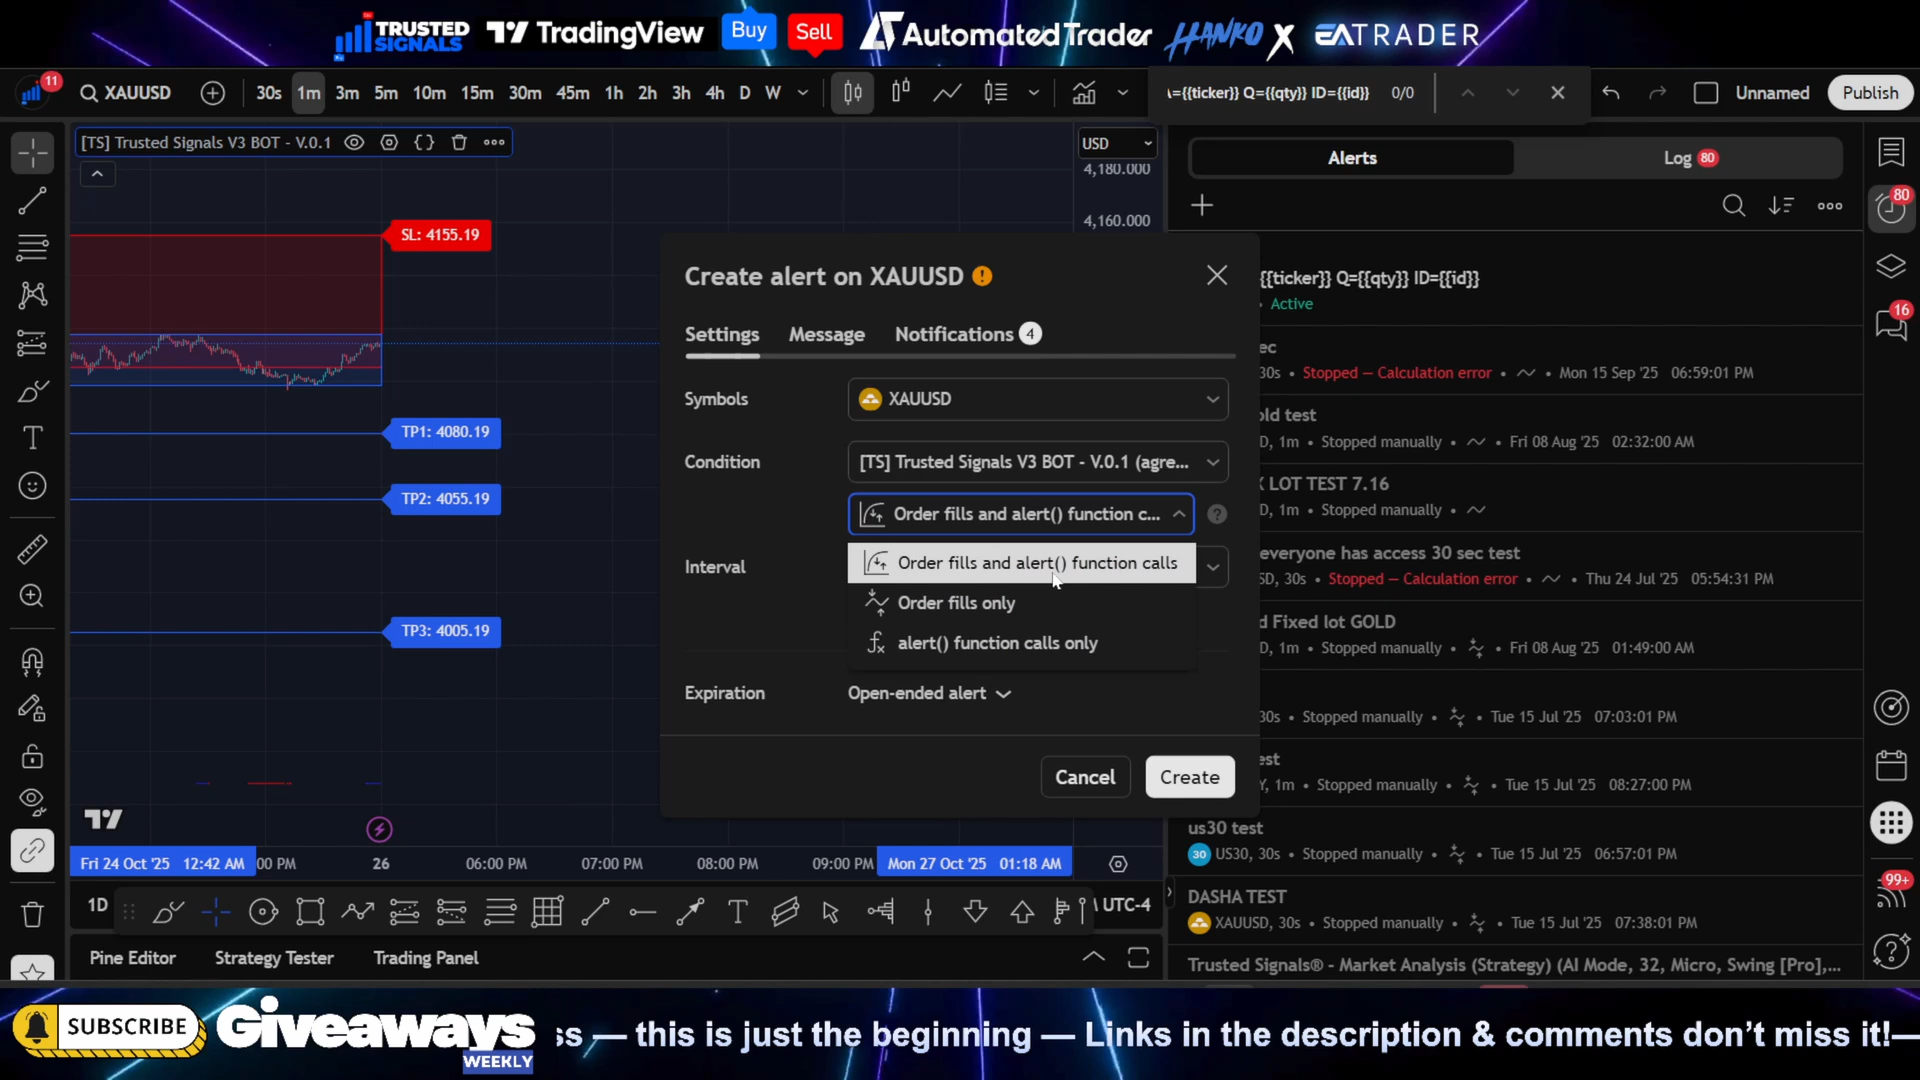 TRUSTED
SIGNALS
TradingView
Buy
Sell
AutomatedTrader
HANKO X
EATRADER
11
XAUUSD
30s
1m
3m
5m
10m
15m
30m
45m
1h
2h
3h
4h
D
W
={{ticker}} Q={{qty}} ID={{id}}
0/0
Unnamed
Publish
[TS] Trusted Signals V3 BOT - V.0.1
USD
4,180.000
4,160.000
SL: 4155.19
TP1: 4080.19
TP2: 4055.19
TP3: 4005.19
Create alert on XAUUSD
Settings
Message
Notifications 4
Symbols
XAUUSD
Condition
[TS] Trusted Signals V3 BOT - V.0.1 (agre...
Order fills and alert() function c...
Interval
Order fills and alert() function calls
Order fills only
alert() function calls only
Expiration
Open-ended alert
Cancel
Create
Alerts
Log 80
{{ticker}} Q={{qty}} ID={{id}}
• Active
ec
30s • Stopped — Calculation error • Mon 15 Sep '25 06:59:01 PM
old test
D, 1m • Stopped manually • Fri 08 Aug '25 02:32:00 AM
LOT TEST 7.16
D, 1m • Stopped manually •
everyone has access 30 sec test
SD, 30s • Stopped — Calculation error • Thu 24 Jul '25 05:54:31 PM
d Fixed lot GOLD
D, 1m • Stopped manually • Fri 08 Aug '25 01:49:00 AM
30s • Stopped manually • Tue 15 Jul '25 07:03:01 PM
est
Y, 1m • Stopped manually • Tue 15 Jul '25 08:27:00 PM
us30 test
30 US30, 30s • Stopped manually • Tue 15 Jul '25 06:57:01 PM
DASHA TEST
XAUUSD, 30s • Stopped manually • Tue 15 Jul '25 07:38:01 PM
Trusted Signals® - Market Analysis (Strategy) (AI Mode, 32, Micro, Swing [Pro],...
80
16
99+
Fri 24 Oct '25 12:42 AM
:00 PM
26
06:00 PM
07:00 PM
08:00 PM
09:00 PM
Mon 27 Oct '25 01:18 AM
1D
UTC-4
Pine Editor
Strategy Tester
Trading Panel
SUBSCRIBE
Giveaways
WEEKLY
ss — this is just the beginning — Links in the description & comments don't miss it!—